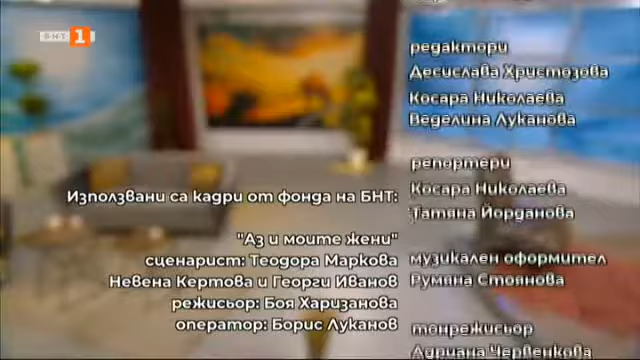 БНТ 1
редактори
Десислава Христозова
Косара Николаева
Веделина Луканова
репортери
Косара Николаева
Татяна Йорданова
музикален оформител
Румяна Стоянова
тонрежисьор
Адриана Червенкова
Използвани са кадри от фонда на БНТ:
"Аз и моите жени"
сценарист: Теодора Маркова
Невена Кертова и Георги Иванов
режисьор: Боя Харизанова
оператор: Борис Луканов